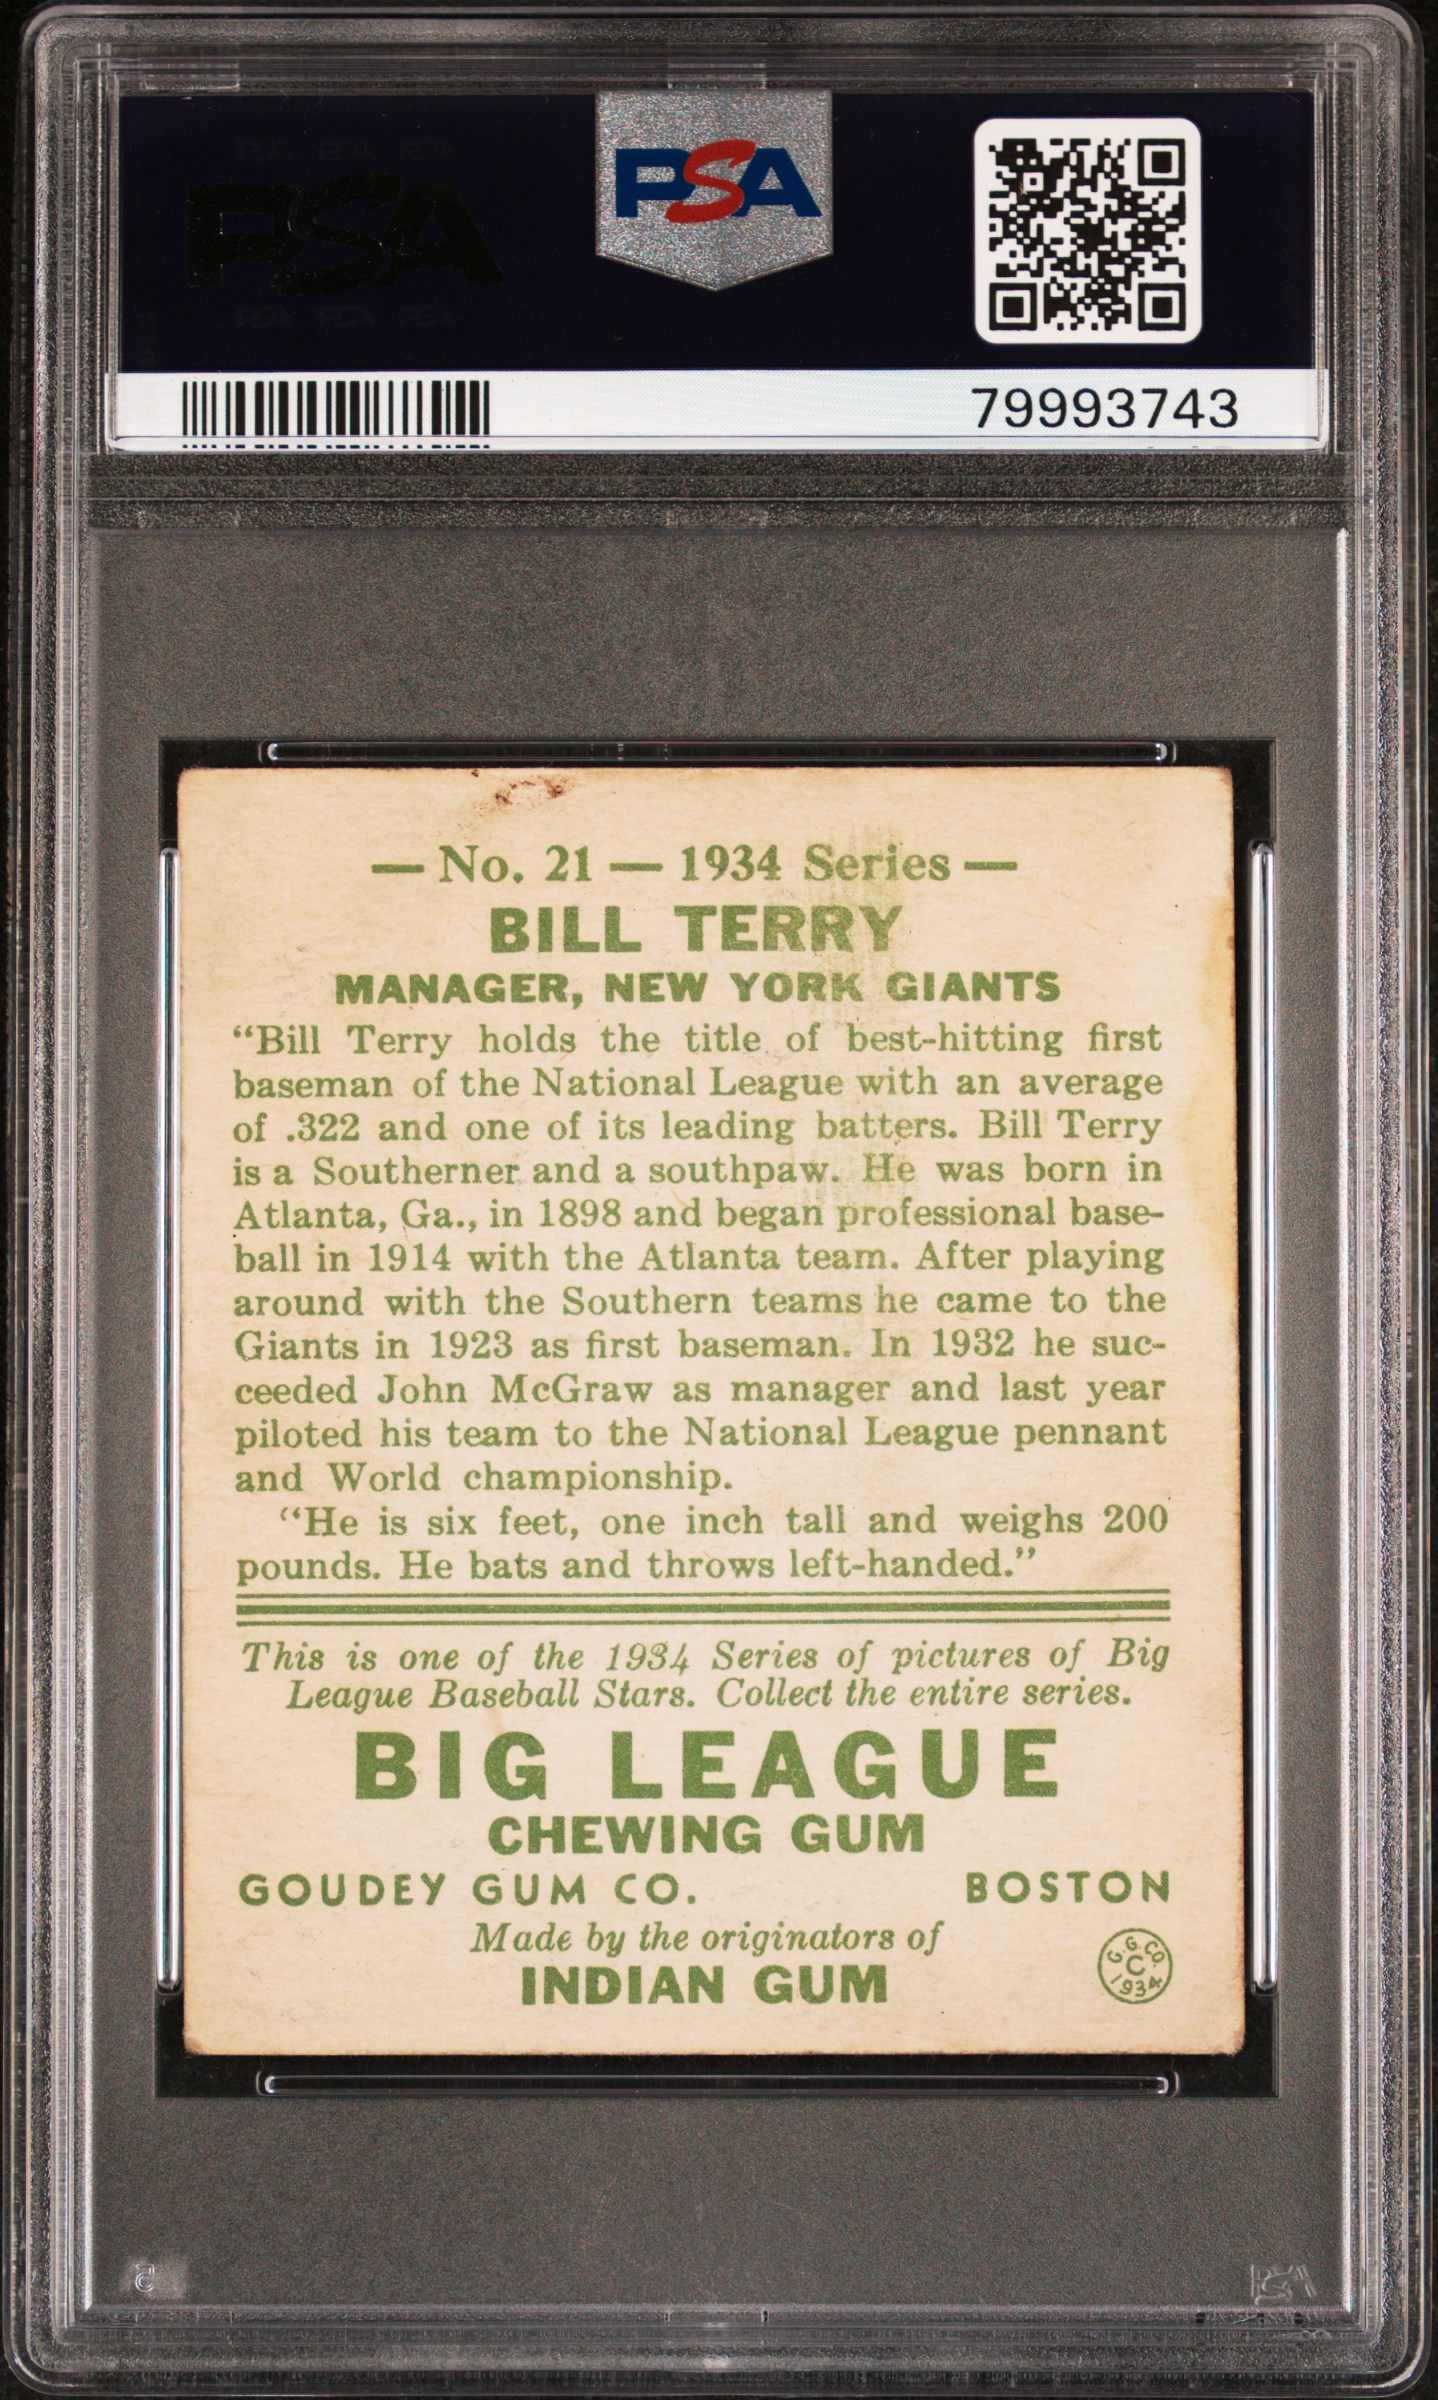 PSA PSA PSA
PSA
PSA PSA PSA
PSA
79993743
— No. 21 — 1934 Series —
BILL TERRY
MANAGER, NEW YORK GIANTS
“Bill Terry holds the title of best-hitting first
baseman of the National League with an average
of .322 and one of its leading batters. Bill Terry
is a Southerner and a southpaw. He was born in
Atlanta, Ga., in 1898 and began professional base-
ball in 1914 with the Atlanta team. After playing
around with the Southern teams he came to the
Giants in 1923 as first baseman. In 1932 he suc-
ceeded John McGraw as manager and last year
piloted his team to the National League pennant
and World championship.
“He is six feet, one inch tall and weighs 200
pounds. He bats and throws left-handed.”
This is one of the 1934 Series of pictures of Big
League Baseball Stars. Collect the entire series.
BIG LEAGUE
CHEWING GUM
GOUDEY GUM CO. BOSTON
Made by the originators of
INDIAN GUM
G. G. CO.
C
1934
PSA